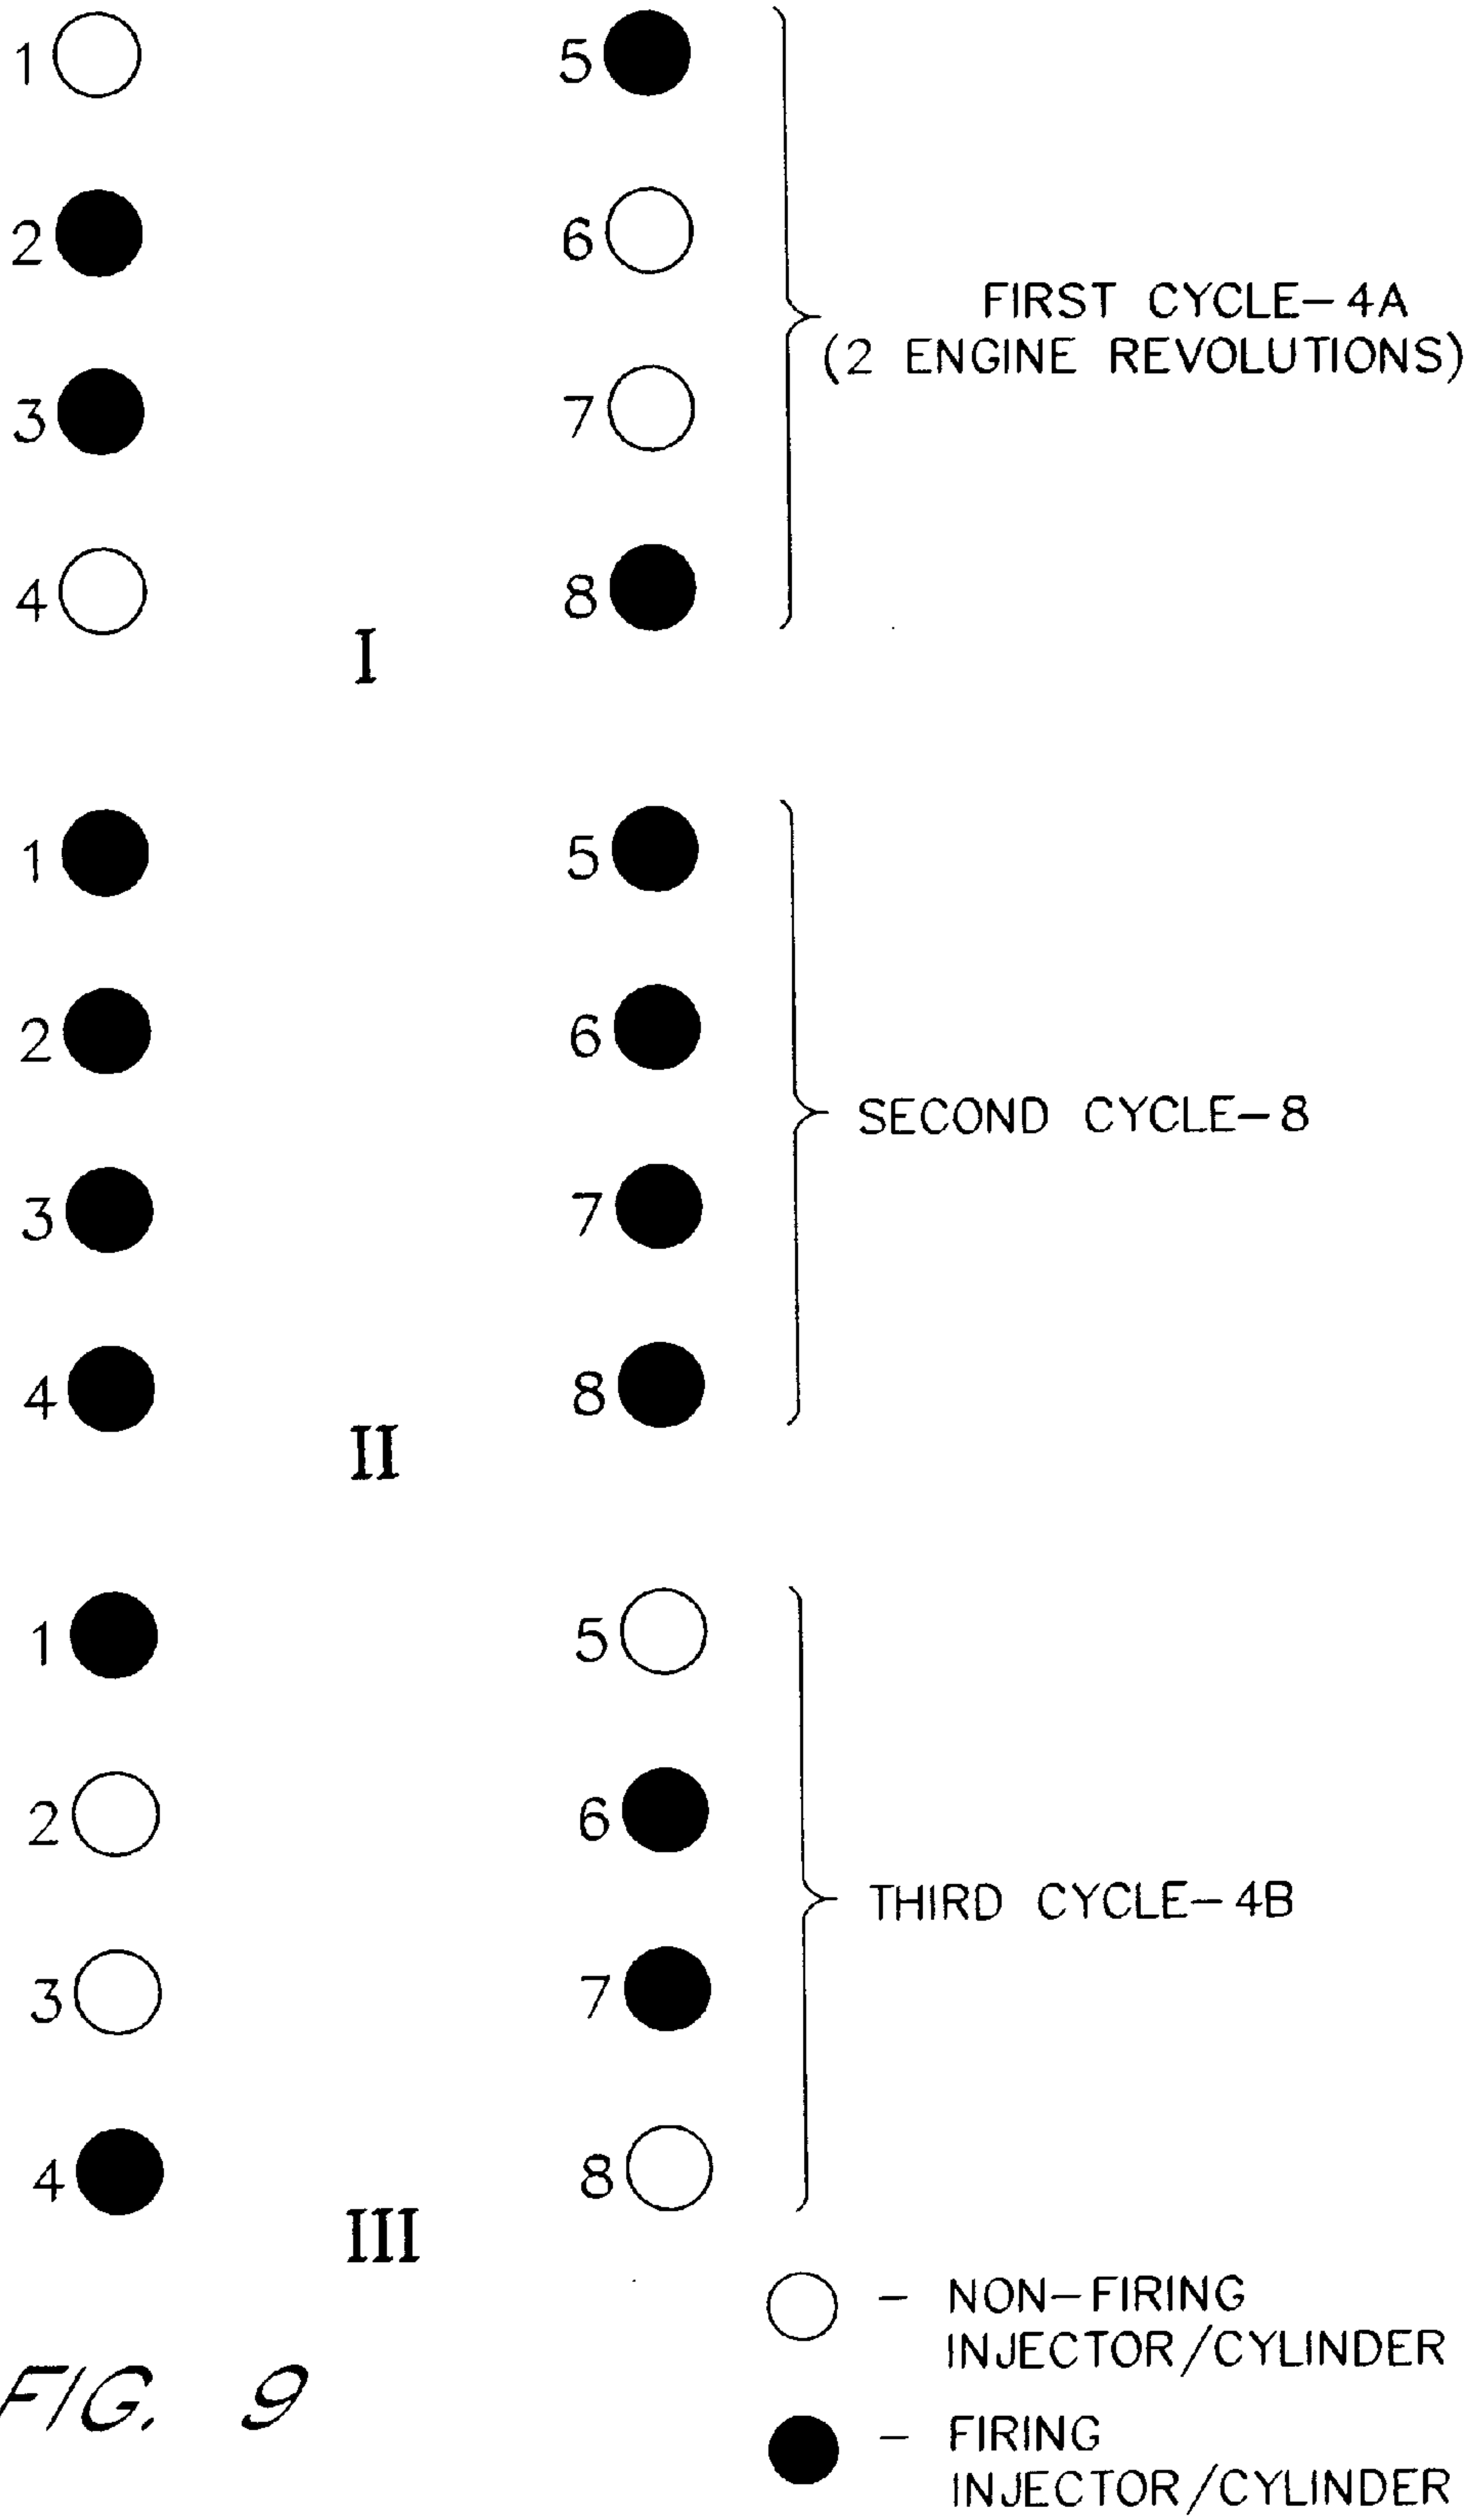 1 5
2 6
FIRST CYCLE-4A
(2 ENGINE REVOLUTIONS)
3 7
4 8
I
1 5
2 6
SECOND CYCLE-8
3 7
4 8
II
1 5
2 6
THIRD CYCLE-4B
3 7
4 8
III
- NON-FIRING
INJECTOR/CYLINDER
- FIRING
INJECTOR/CYLINDER
FIG. 9